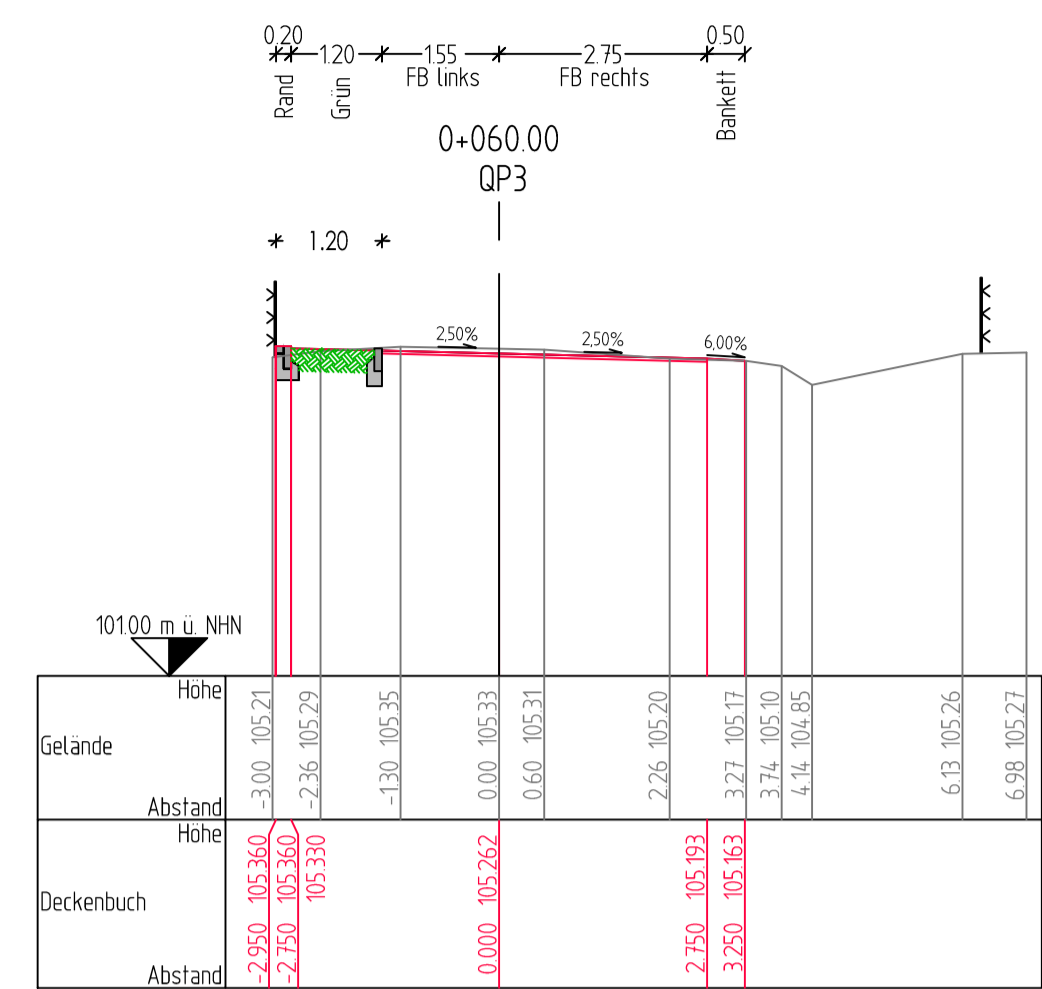 0.20 1.20 1.55 2.75 0.50
Rand Grün FB links FB rechts Bankett
0+060.00
QP3
1.20
2,50% 2,50% 6,00%
101.00 m ü. NHN
Höhe
Gelände
Abstand
-3.00 105.21
-2.36 105.29
-1.30 105.35
0.00 105.33
0.60 105.31
2.26 105.20
3.27 105.17
3.74 105.10
4.14 104.85
6.13 105.26
6.98 105.27
Höhe
Deckenbuch
Abstand
-2.950 105.360
-2.750 105.360
105.330
0.000 105.262
2.750 105.193
3.250 105.163